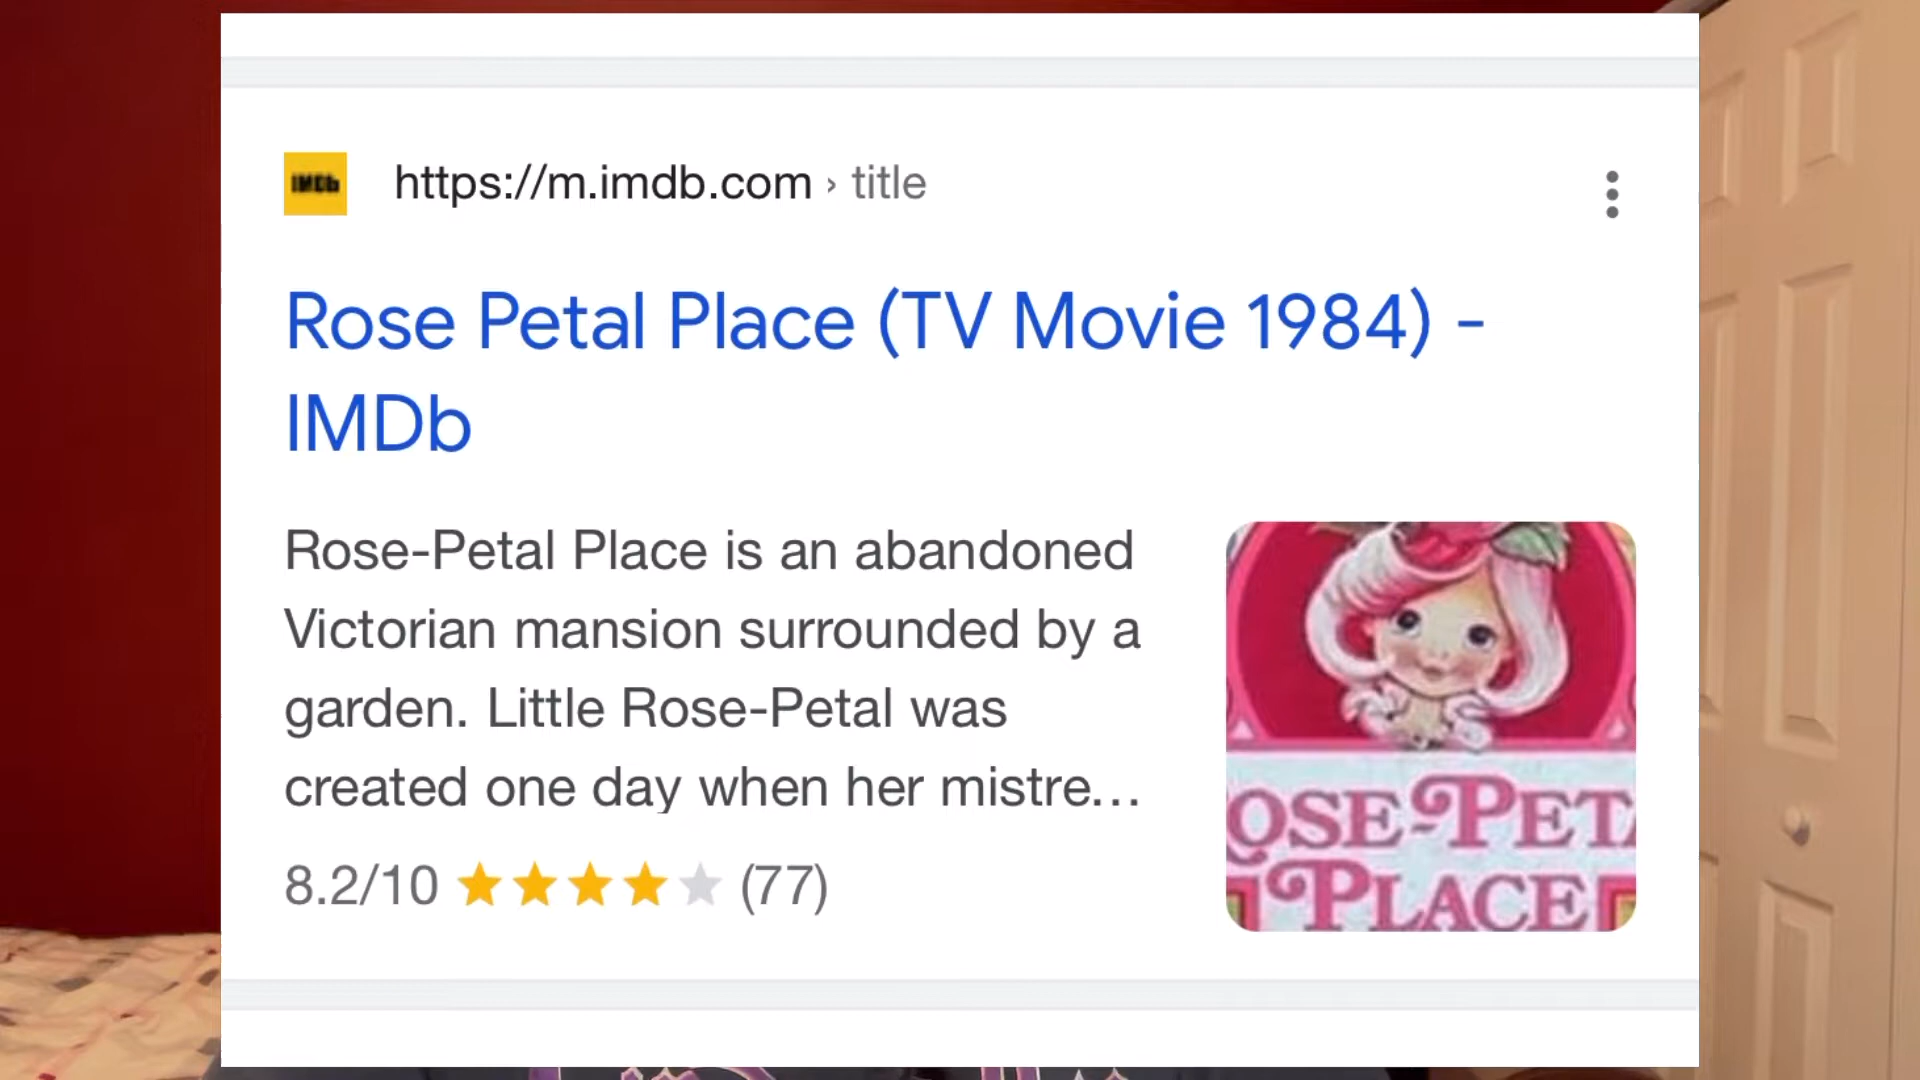 IMDb
https://m.imdb.com › title
Rose Petal Place (TV Movie 1984) -
IMDb
Rose-Petal Place is an abandoned
Victorian mansion surrounded by a
garden. Little Rose-Petal was
created one day when her mistre...
8.2/10 (77)
OSE-PETA
PLACE